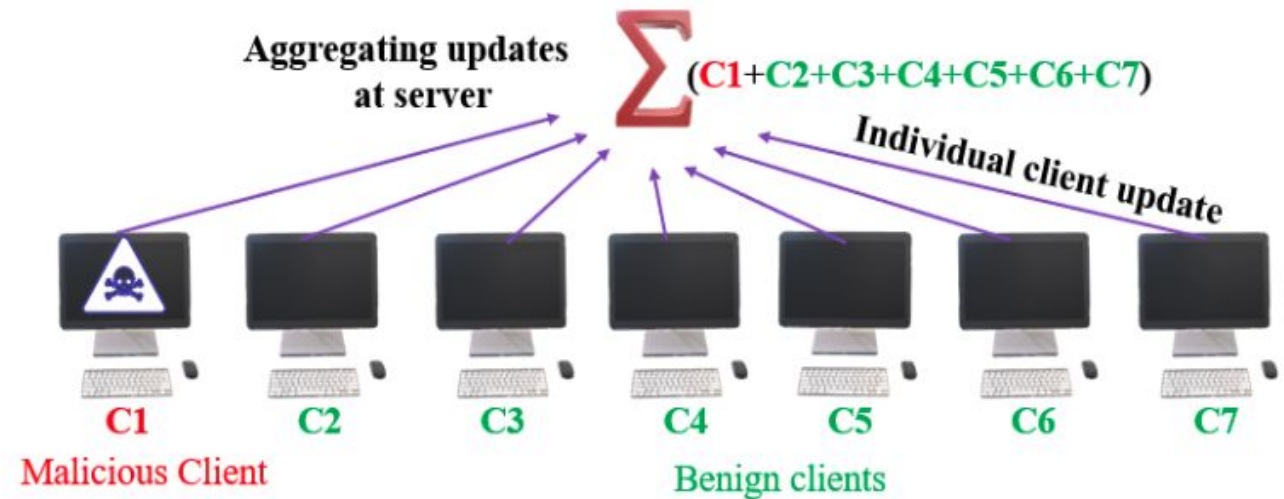 Aggregating updates
at server
∑(C1+C2+C3+C4+C5+C6+C7)
Individual client update
C1 C2 C3 C4 C5 C6 C7
Malicious Client Benign clients